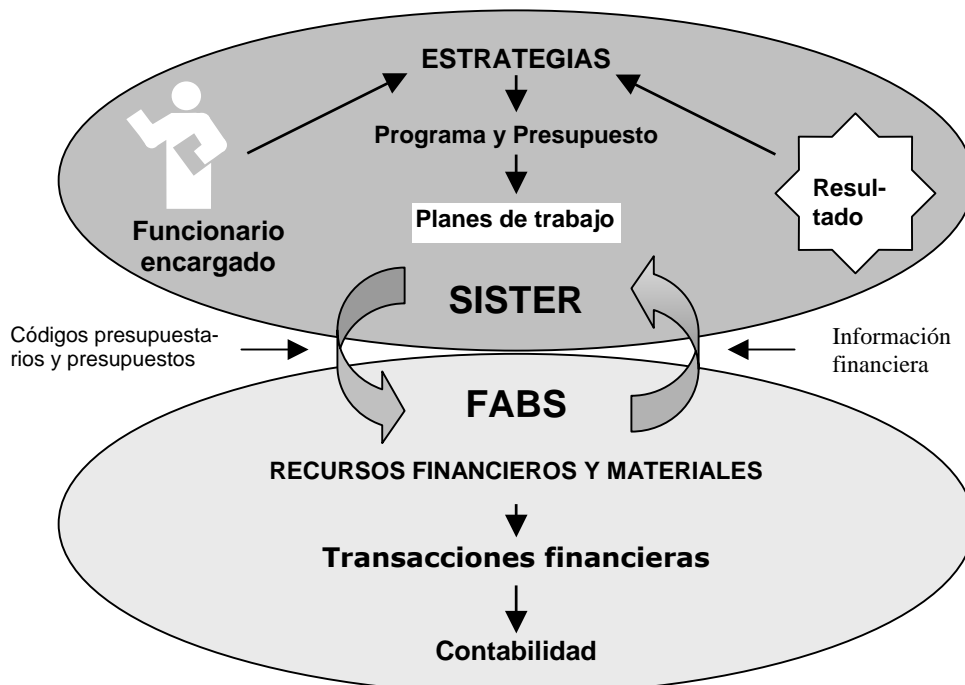 ESTRATEGIAS
Programa y Presupuesto
Planes de trabajo
Funcionario
encargado
Resul-
tado
SISTER
Códigos presupuesta-
rios y presupuestos
Información
financiera
FABS
RECURSOS FINANCIEROS Y MATERIALES
Transacciones financieras
Contabilidad